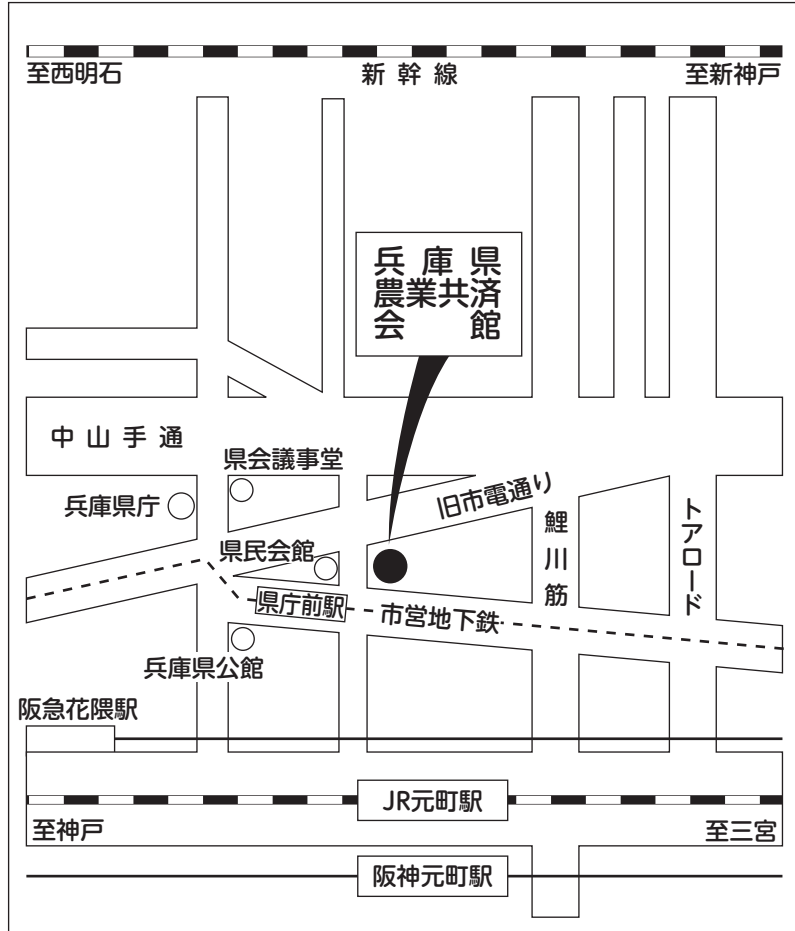 至西明石
新幹線
至新神戸
兵庫県
農業共済
会館
中山手通
県会議事堂
兵庫県庁
旧市電通り
鯉川筋
トアロード
県民会館
県庁前駅
市営地下鉄
兵庫県公館
阪急花隈駅
JR元町駅
至神戸
至三宮
阪神元町駅